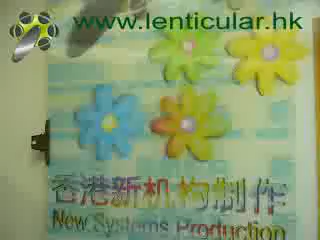 www.lenticular.hk
香港新机构制作
New Systems Production